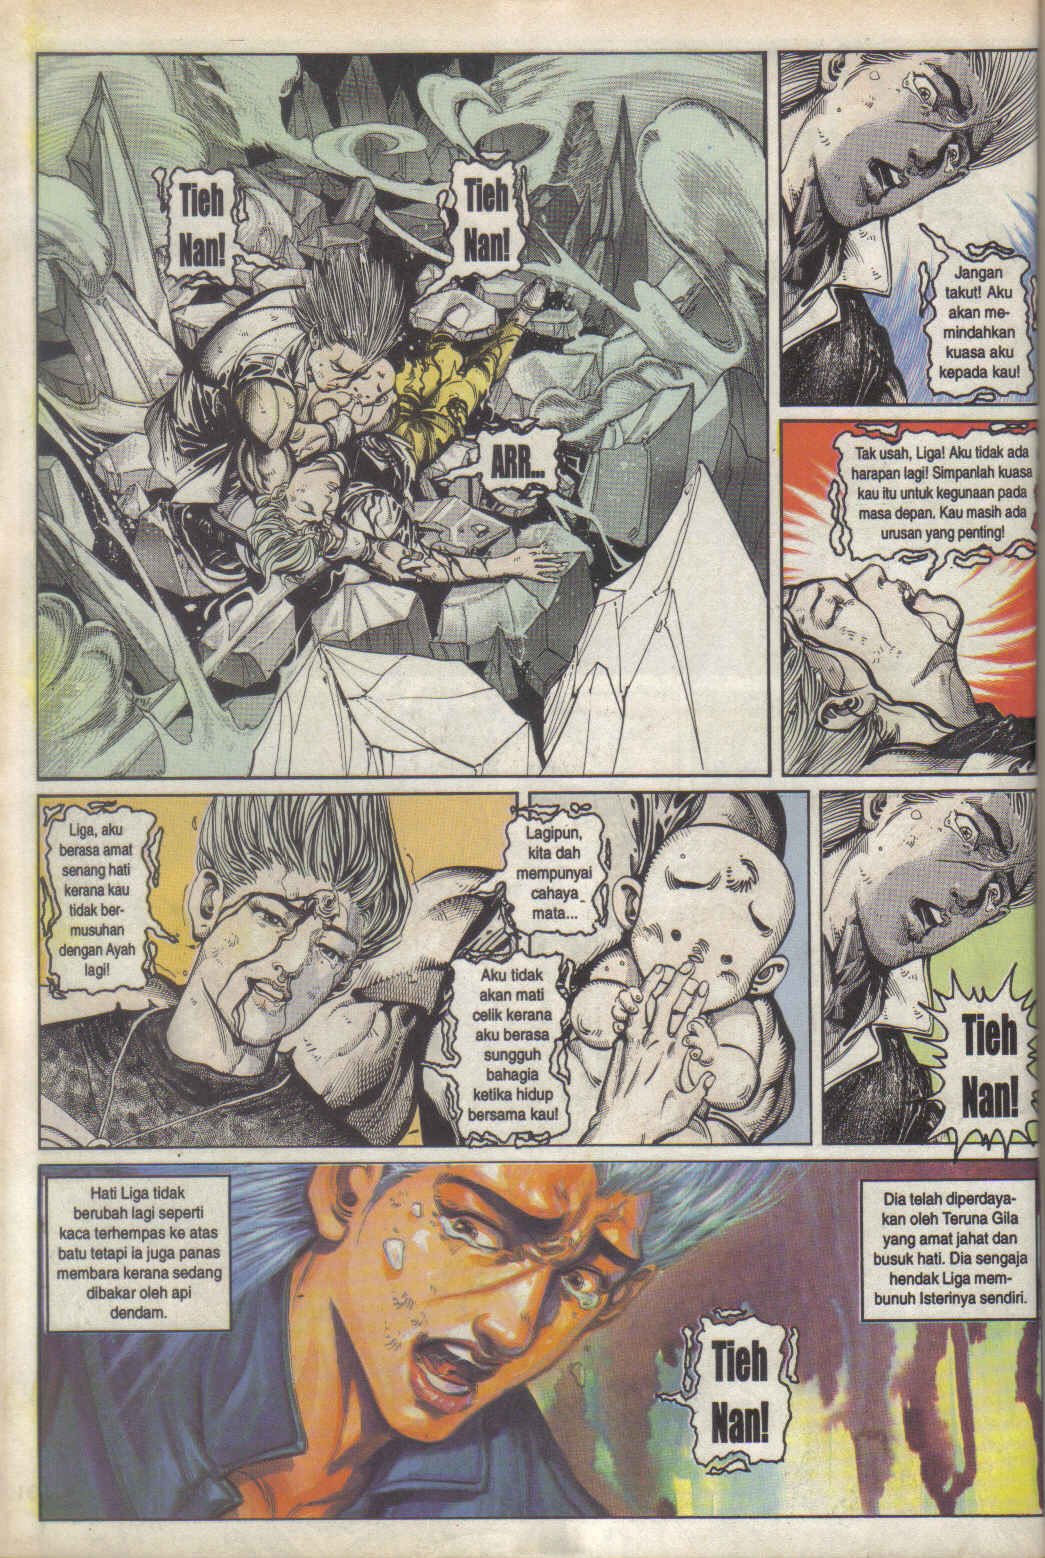 Tieh
Nan!
Tieh
Nan!
ARR...
Jangan
takut! Aku
akan me-
mindahkan
kuasa aku
kepada kau!
Tak usah, Liga! Aku tidak ada
harapan lagi! Simpanlah kuasa
kau itu untuk kegunaan pada
masa depan. Kau masih ada
urusan yang penting!
Liga, aku
berasa amat
senang hati
kerana kau
tidak ber-
musuhan
dengan Ayah
lagi!
Lagipun,
kita dah
mempunyai
cahaya
mata...
Aku tidak
akan mati
celik kerana
aku berasa
sungguh
bahagia
ketika hidup
bersama kau!
Tieh
Nan!
Hati Liga tidak
berubah lagi seperti
kaca terhempas ke atas
batu tetapi ia juga panas
membara kerana sedang
dibakar oleh api
dendam.
Dia telah diperdaya-
kan oleh Teruna Gila
yang amat jahat dan
busuk hati. Dia sengaja
hendak Liga mem-
bunuh Isterinya sendiri.
Tieh
Nan!